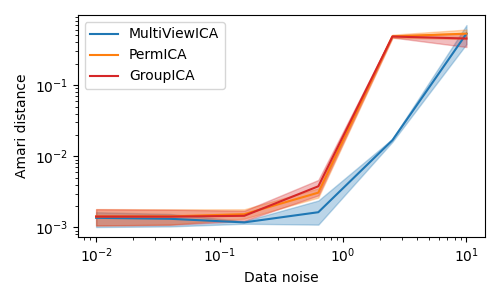 MultiViewICA
PermICA
GroupICA
Amari distance
10⁻¹
10⁻²
10⁻³
10⁻² 10⁻¹ 10⁰ 10¹
Data noise